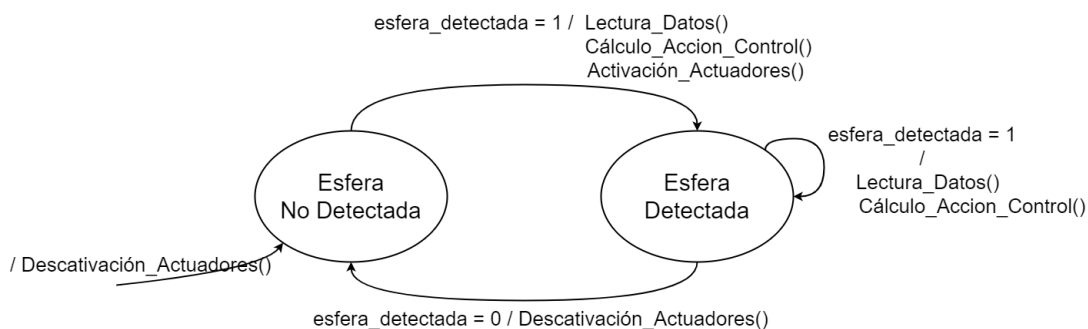 esfera_detectada = 1 / Lectura_Datos()
Cálculo_Accion_Control()
Activación_Actuadores()
esfera_detectada = 1
/
Lectura_Datos()
Cálculo_Accion_Control()
Esfera
No Detectada
Esfera
Detectada
/ Descativación_Actuadores()
esfera_detectada = 0 / Descativación_Actuadores()